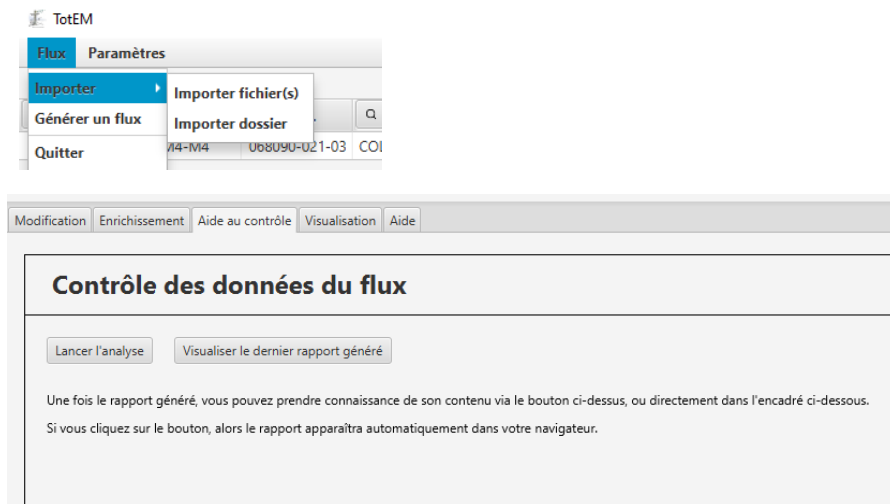 TotEM
Flux Paramètres
Importer Importer fichier(s)
Générer un flux Importer dossier
Quitter M4-M4 068090-021-03
Modification Enrichissement Aide au contrôle Visualisation Aide
Contrôle des données du flux
Lancer l'analyse Visualiser le dernier rapport généré
Une fois le rapport généré, vous pouvez prendre connaissance de son contenu via le bouton ci-dessus, ou directement dans l'encadré ci-dessous.
Si vous cliquez sur le bouton, alors le rapport apparaîtra automatiquement dans votre navigateur.